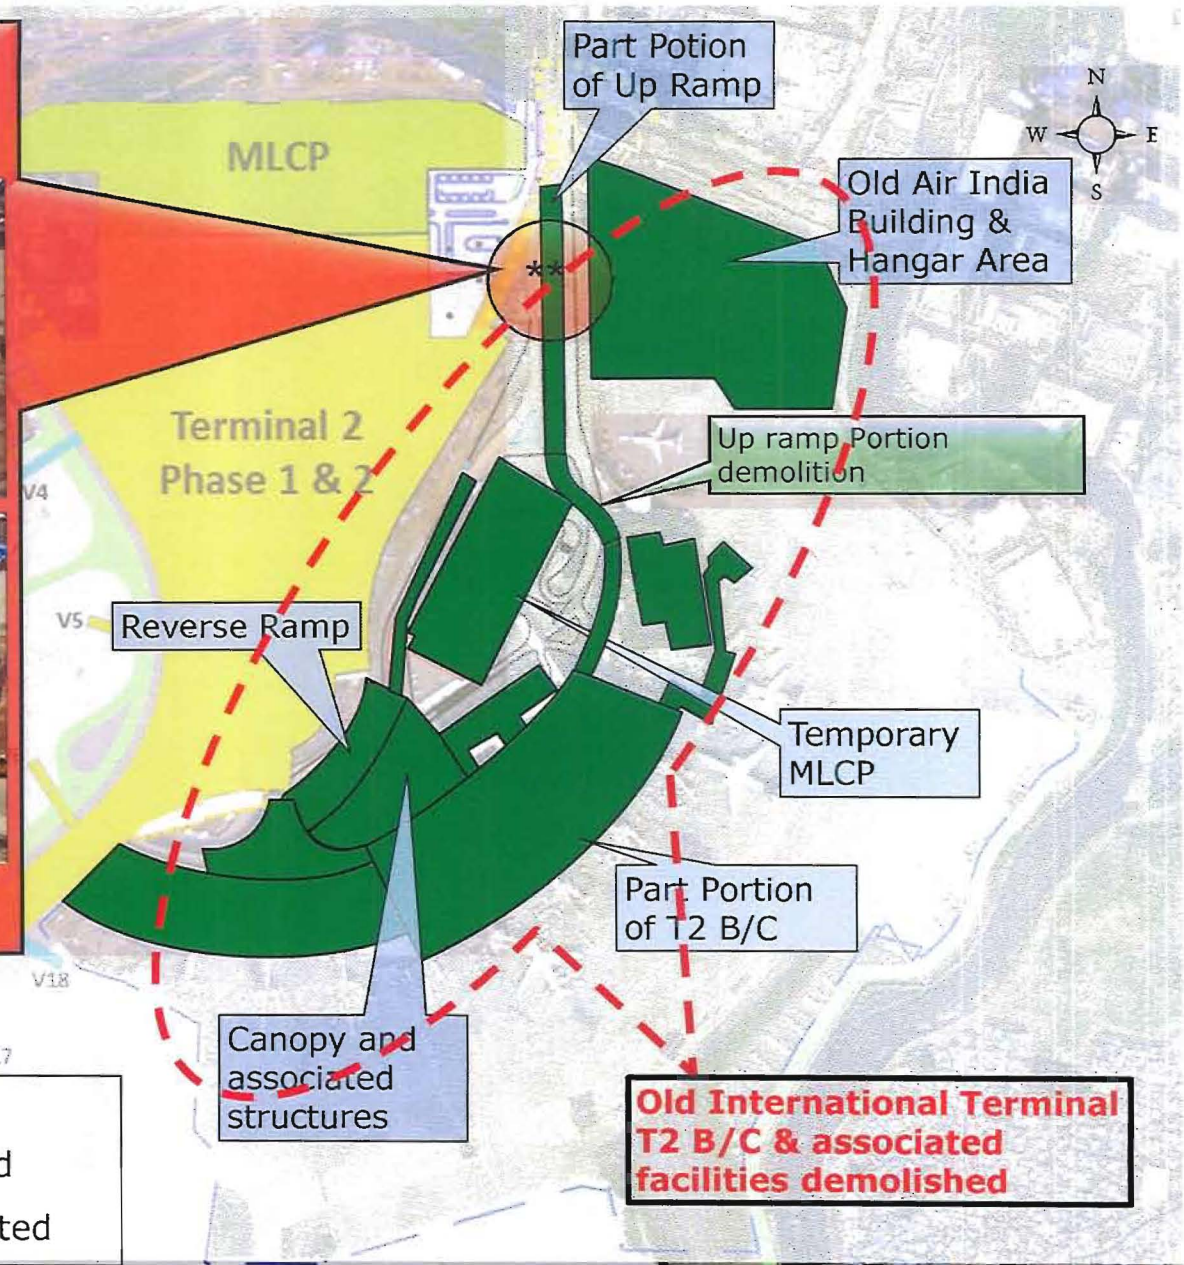 Part Potion
of Up Ramp
N
W E
S
MLCP
Old Air India
Building &
Hangar Area
**
Terminal 2
Phase 1 & 2
Up ramp Portion
demolition
V4
V5
Reverse Ramp
Temporary
MLCP
Part Portion
of T2 B/C
V18
Canopy and
associated
structures
7
d
ted
Old International Terminal
T2 B/C & associated
facilities demolished